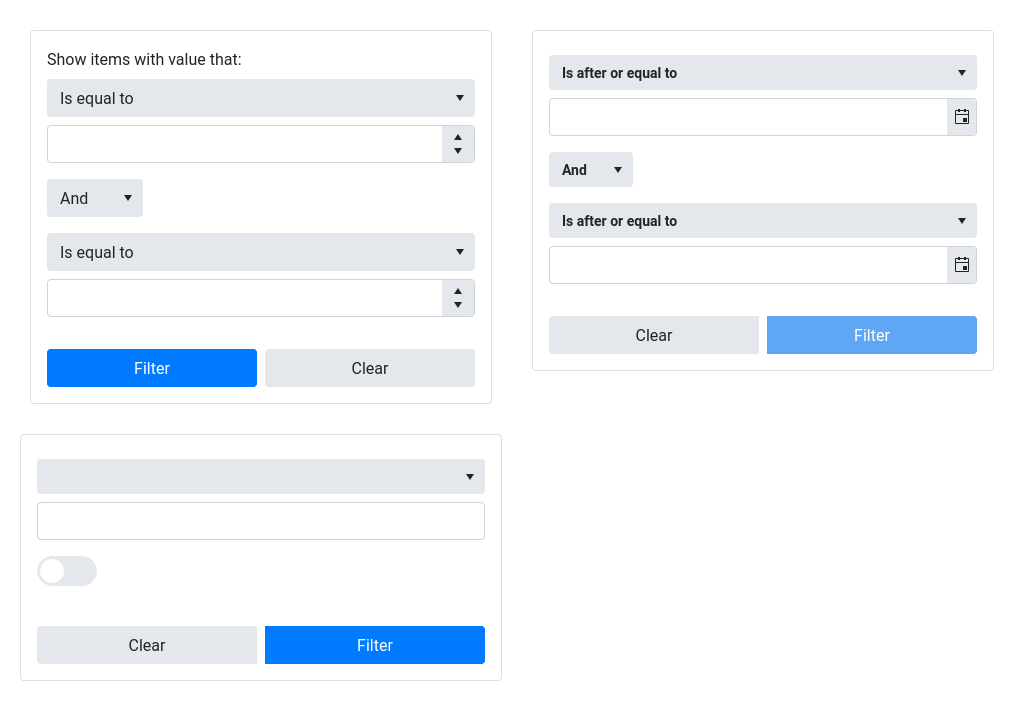 Show items with value that:
Is equal to
And
Is equal to
Filter
Clear
Is after or equal to
And
Is after or equal to
Clear
Filter
Clear
Filter